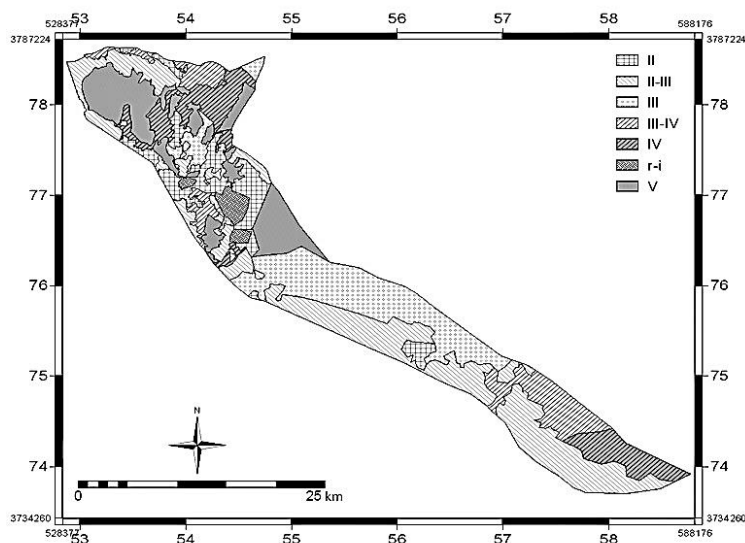 53 54 55 56 57 58
528377 588176
3787224 3787224
II
II-III
III
III-IV
IV
r-i
V
78 78
77 77
76 76
75 75
74 74
N
0 25 km
3734260 3734260
528377 588176
53 54 55 56 57 58